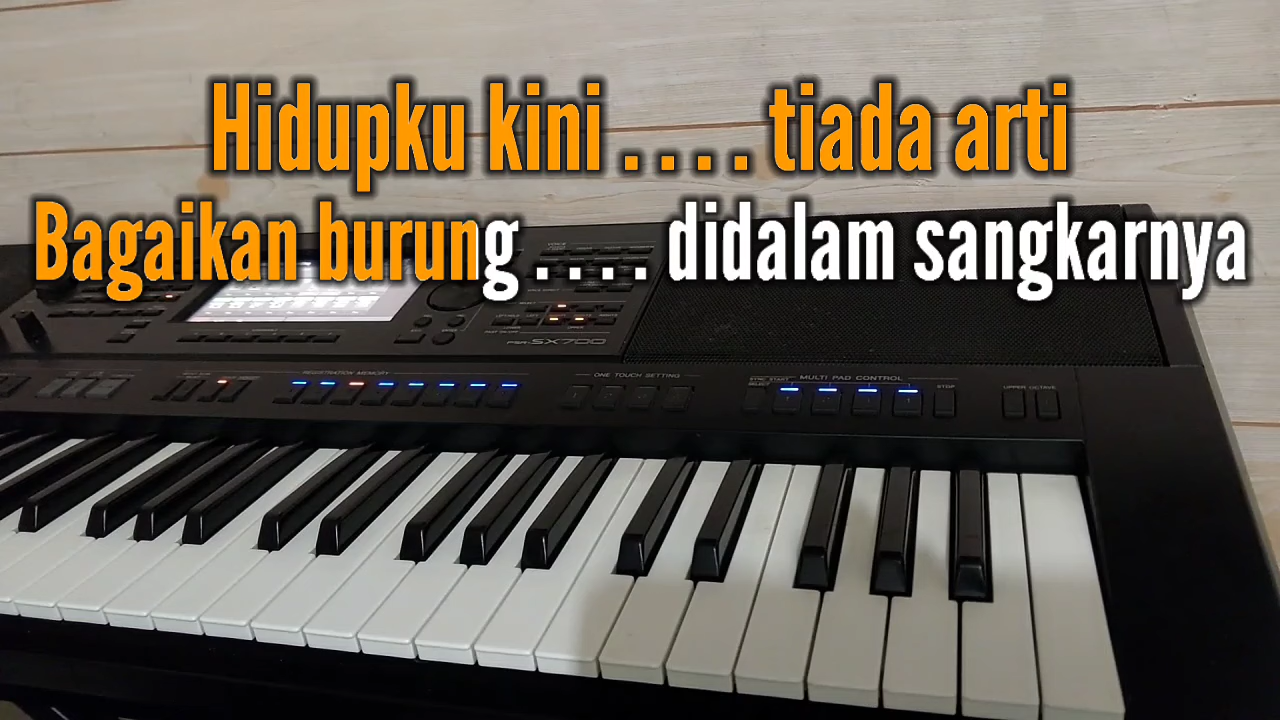 Hidupku kini . . . . tiada arti
Bagaikan burung . . . . didalam sangkarnya
PSR-SX700
REGISTRATION MEMORY
ONE TOUCH SETTING
MULTI PAD CONTROL
STOP
UPPER OCTAVE